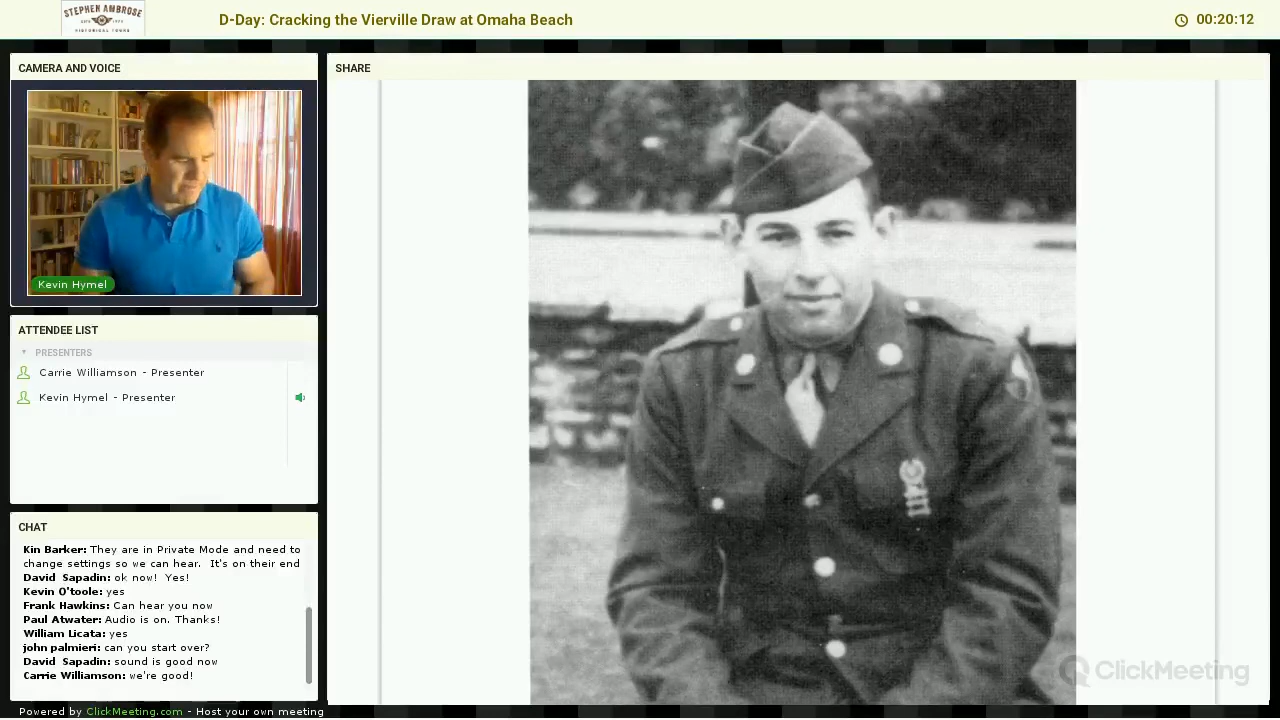 STEPHEN AMBROSE
HISTORICAL TOURS
D-Day: Cracking the Vierville Draw at Omaha Beach
00:20:12
CAMERA AND VOICE
Kevin Hymel
SHARE
ATTENDEE LIST
PRESENTERS
Carrie Williamson - Presenter
Kevin Hymel - Presenter
CHAT
Kin Barker: They are in Private Mode and need to
change settings so we can hear. It's on their end
David Sapadin: ok now! Yes!
Kevin O'toole: yes
Frank Hawkins: Can hear you now
Paul Atwater: Audio is on. Thanks!
William Licata: yes
john palmieri: can you start over?
David Sapadin: sound is good now
Carrie Williamson: we're good!
ClickMeeting
Powered by ClickMeeting.com - Host your own meeting